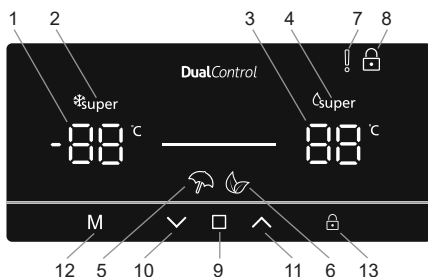 1 2 3 4 7 8
DualControl
super super
-88 °C 88 °C
M
12 5 10 9 11 6 13